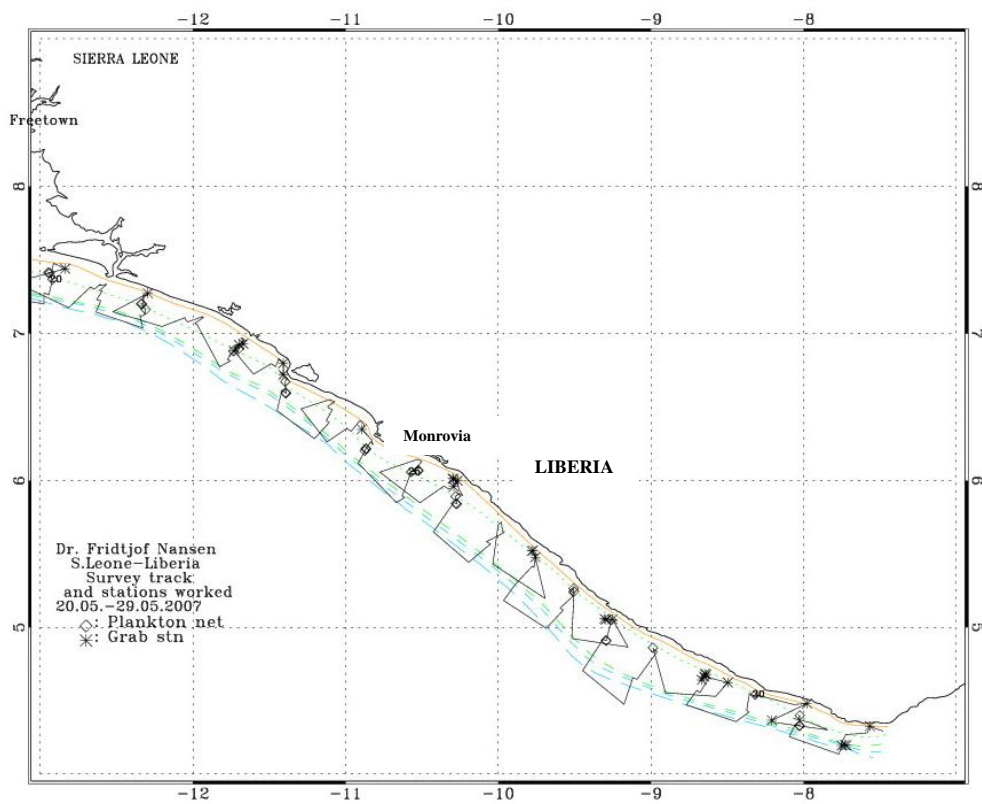 -12 -11 -10 -9 -8
SIERRA LEONE
Freetown
8 8
7 7
Monrovia
LIBERIA
6 6
Dr. Fridtjof Nansen
S.Leone-Liberia
Survey track
and stations worked
20.05.-29.05.2007
: Plankton net
: Grab stn
5 5
30
-12 -11 -10 -9 -8